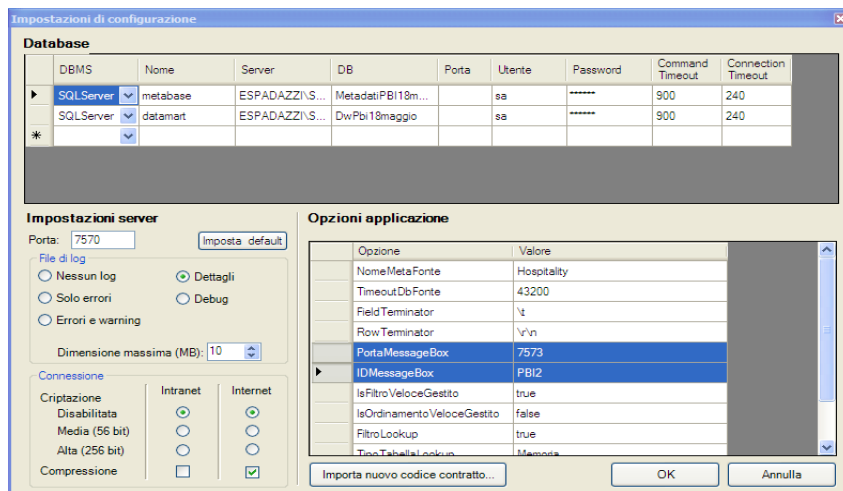 Impostazioni di configurazione
Database
DBMS Nome Server DB Porta Utente Password Command Timeout Connection Timeout
SQLServer metabase ESPADAZZI\S... MetadatiPBI18m... sa ****** 900 240
SQLServer datamart ESPADAZZI\S... DwPbi18maggio sa ****** 900 240
Impostazioni server
Porta: 7570 Imposta default
File di log
Nessun log Dettagli
Solo errori Debug
Errori e warning
Dimensione massima (MB): 10
Connessione
Intranet Internet
Criptazione
Disabilitata
Media (56 bit)
Alta (256 bit)
Compressione
Opzioni applicazione
Opzione Valore
NomeMetaFonte Hospitality
TimeoutDbFonte 43200
FieldTerminator \t
RowTerminator \r\n
PortaMessageBox 7573
IDMessageBox PBI2
IsFiltroVeloceGestito true
IsOrdinamentoVeloceGestito false
FiltroLookup true
TipoTabellaLookup Memoria
Importa nuovo codice contratto... OK Annulla